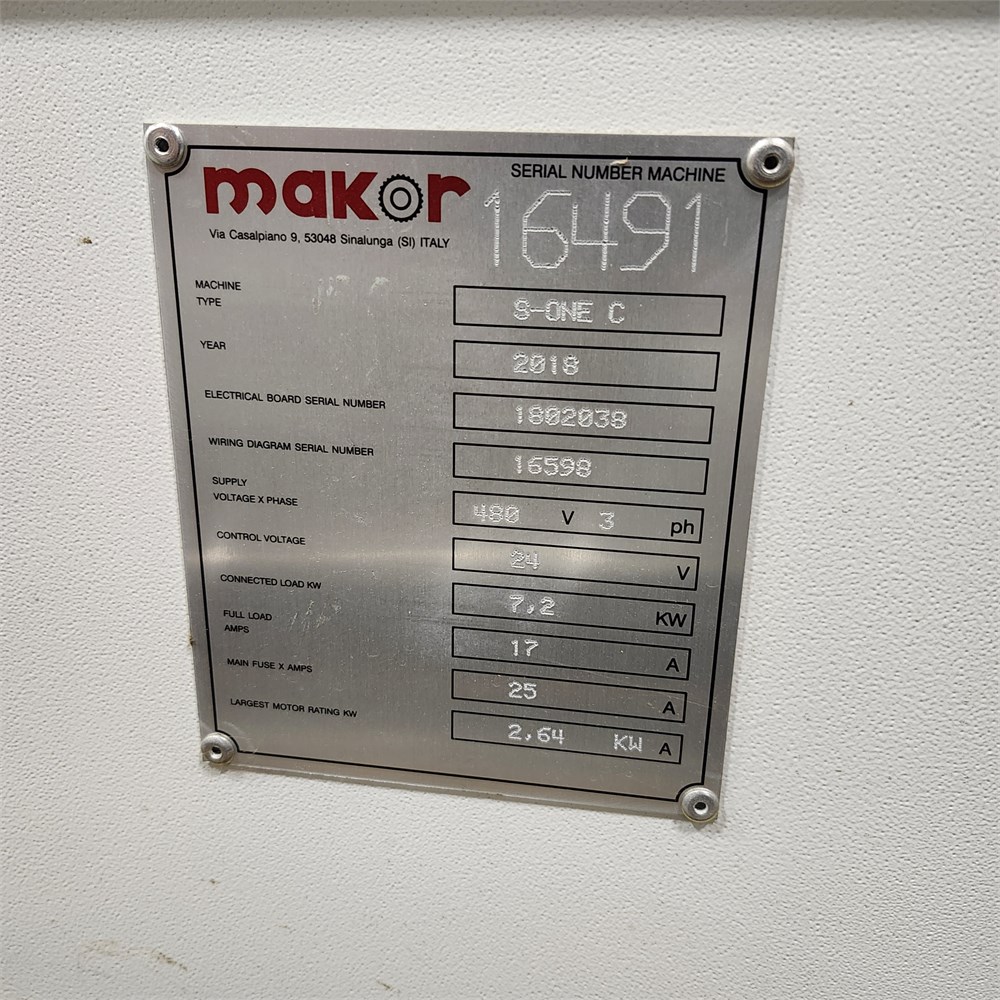 makor
SERIAL NUMBER MACHINE
16491
Via Casalpiano 9, 53048 Sinalunga (SI) ITALY
MACHINE
TYPE
S-ONE C
YEAR
2018
ELECTRICAL BOARD SERIAL NUMBER
1802038
WIRING DIAGRAM SERIAL NUMBER
16598
SUPPLY
VOLTAGE X PHASE
480 V 3 ph
CONTROL VOLTAGE
24 V
CONNECTED LOAD KW
7,2 KW
FULL LOAD
AMPS
17 A
MAIN FUSE X AMPS
25 A
LARGEST MOTOR RATING KW
2,64 KW A